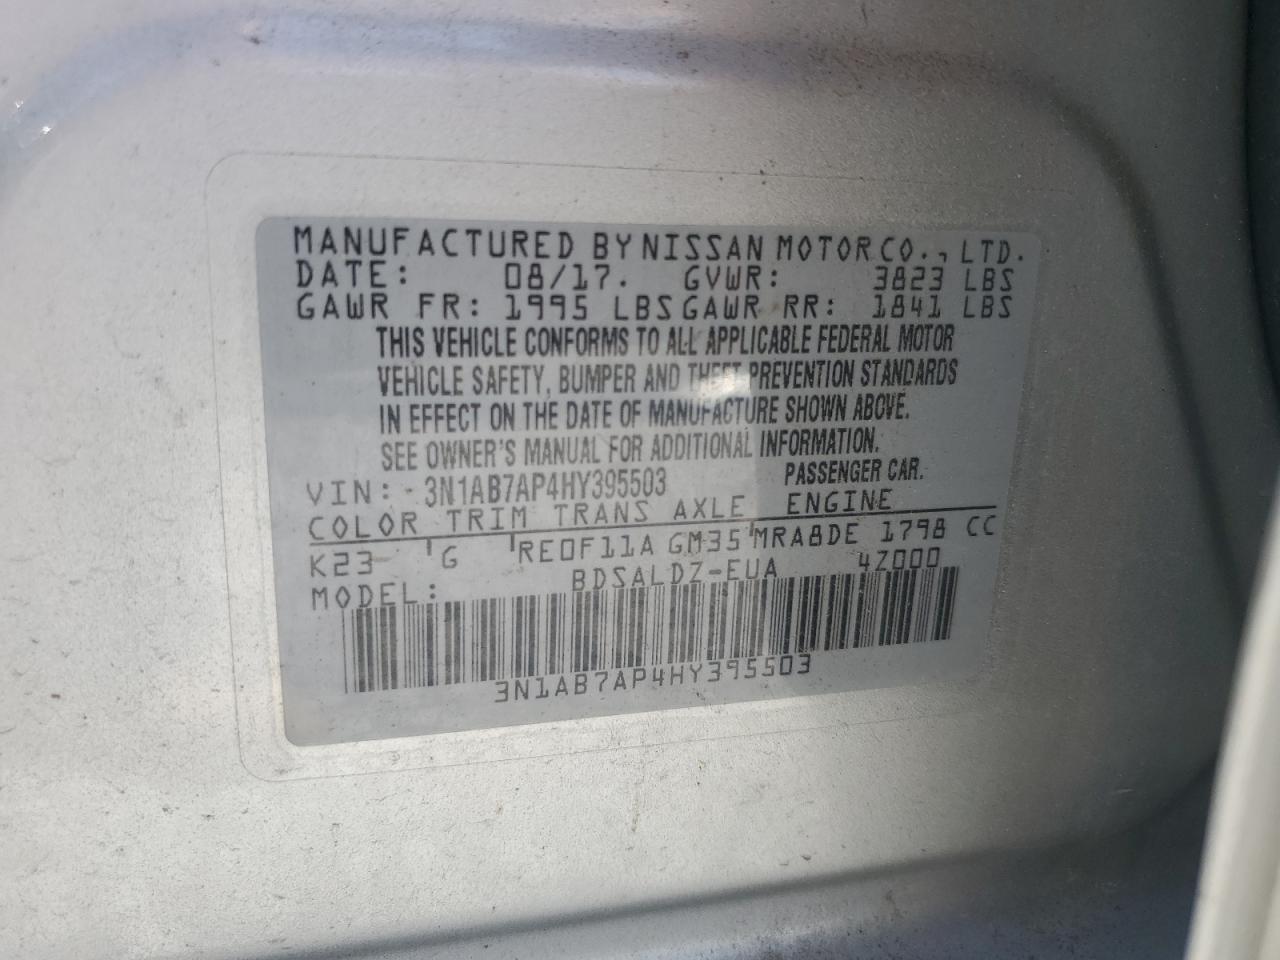 MANUFACTURED BY NISSAN MOTOR CO., LTD.
DATE: 08/17. GVWR: 3823 LBS
GAWR FR: 1995 LBS GAWR RR: 1841 LBS
THIS VEHICLE CONFORMS TO ALL APPLICABLE FEDERAL MOTOR
VEHICLE SAFETY, BUMPER AND THEFT PREVENTION STANDARDS
IN EFFECT ON THE DATE OF MANUFACTURE SHOWN ABOVE.
SEE OWNER'S MANUAL FOR ADDITIONAL INFORMATION.
VIN: 3N1AB7AP4HY395503 PASSENGER CAR.
COLOR TRIM TRANS AXLE ENGINE
K23 G RE0F11A GM35 MRA8DE 1798 CC
MODEL: BDSALDZ-EUA 4Z000
3N1AB7AP4HY395503